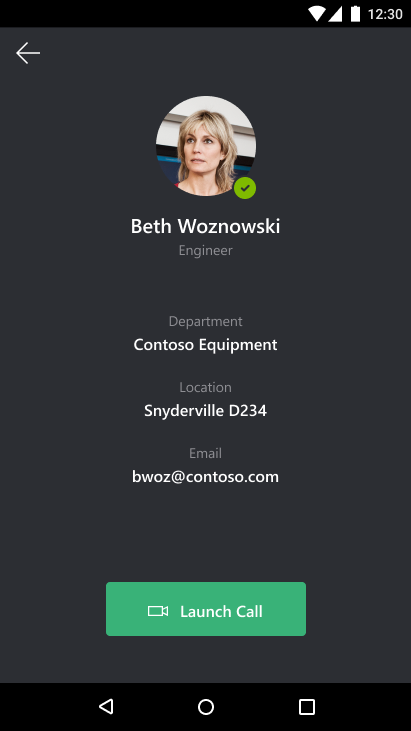 12:30
Beth Woznowski
Engineer
Department
Contoso Equipment
Location
Snyderville D234
Email
bwoz@contoso.com
Launch Call